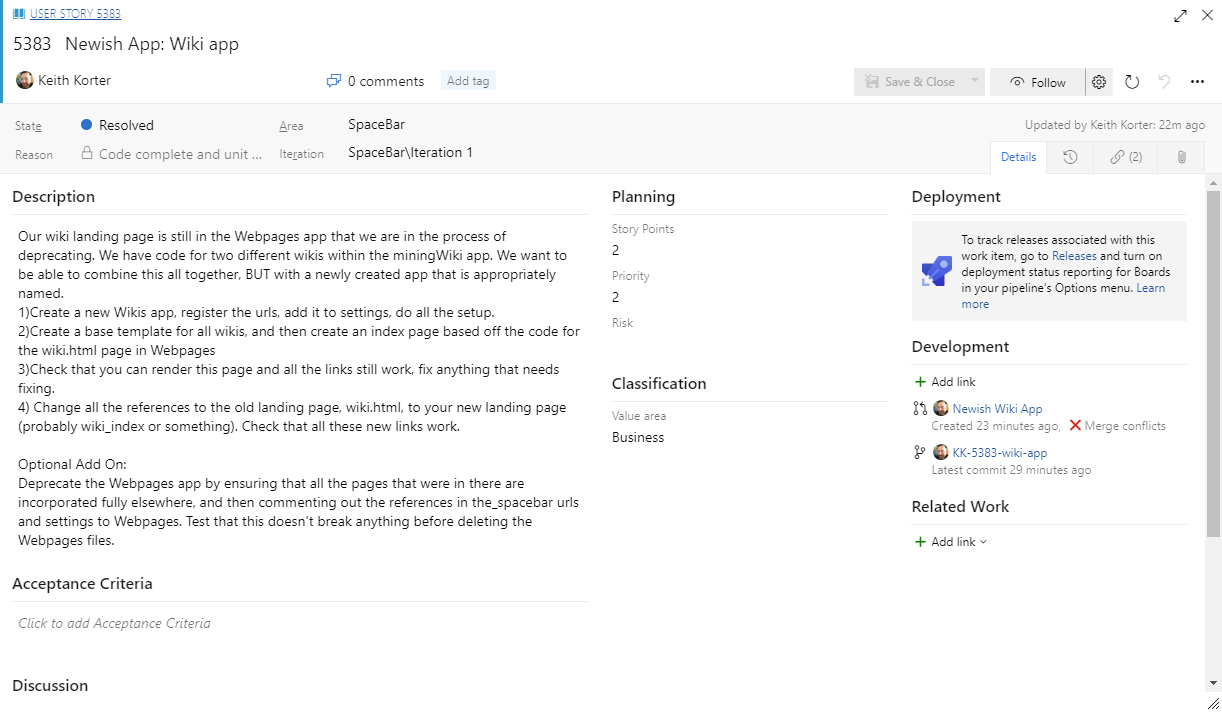 USER STORY 5383
5383 Newish App: Wiki app
Keith Korter
0 comments
Add tag
Save & Close
Follow
State
Resolved
Area
SpaceBar
Updated by Keith Korter: 22m ago
Reason
Code complete and unit ...
Iteration
SpaceBar\Iteration 1
Details
(2)
Description
Our wiki landing page is still in the Webpages app that we are in the process of
deprecating. We have code for two different wikis within the miningWiki app. We want to
be able to combine this all together, BUT with a newly created app that is appropriately
named.
1)Create a new Wikis app, register the urls, add it to settings, do all the setup.
2)Create a base template for all wikis, and then create an index page based off the code for
the wiki.html page in Webpages
3)Check that you can render this page and all the links still work, fix anything that needs
fixing.
4) Change all the references to the old landing page, wiki.html, to your new landing page
(probably wiki_index or something). Check that all these new links work.
Optional Add On:
Deprecate the Webpages app by ensuring that all the pages that were in there are
incorporated fully elsewhere, and then commenting out the references in the_spacebar urls
and settings to Webpages. Test that this doesn't break anything before deleting the
Webpages files.
Acceptance Criteria
Click to add Acceptance Criteria
Discussion
Planning
Story Points
2
Priority
2
Risk
Classification
Value area
Business
Deployment
To track releases associated with this
work item, go to Releases and turn on
deployment status reporting for Boards
in your pipeline's Options menu. Learn
more
Development
Add link
Newish Wiki App
Created 23 minutes ago, Merge conflicts
KK-5383-wiki-app
Latest commit 29 minutes ago
Related Work
Add link